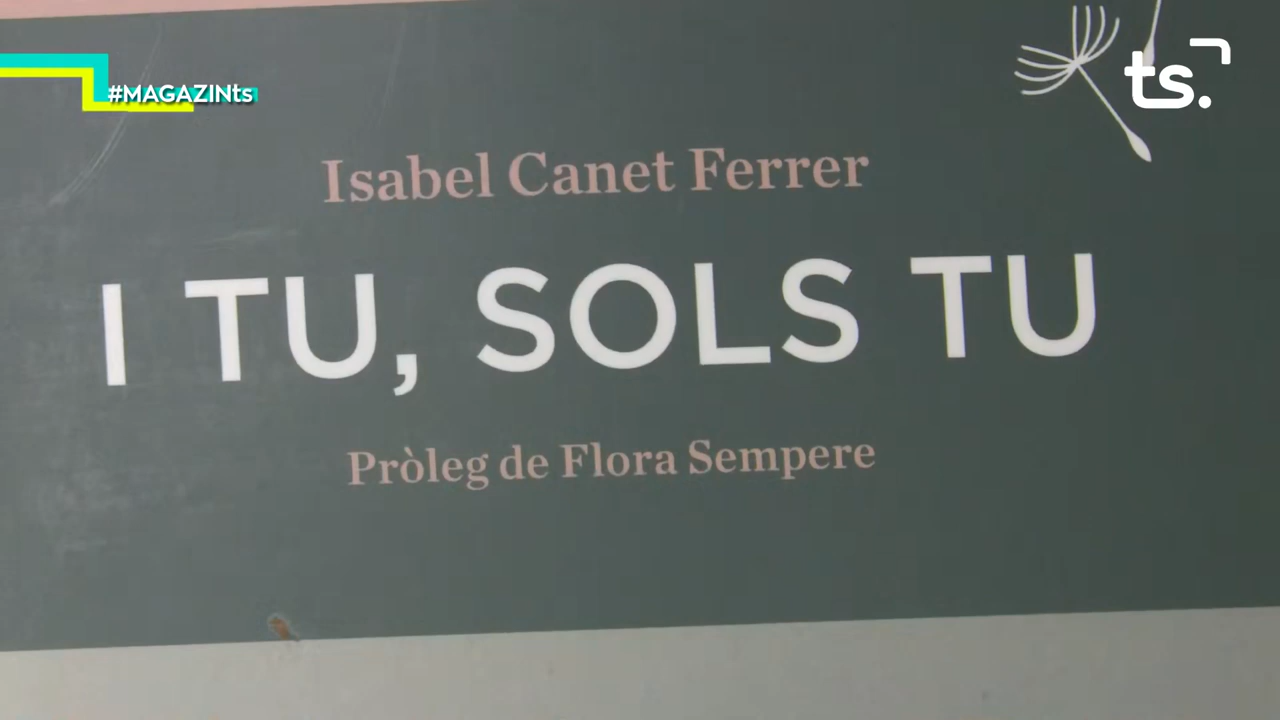 #MAGAZINts
ts.
Isabel Canet Ferrer
I TU, SOLS TU
Pròleg de Flora Sempere